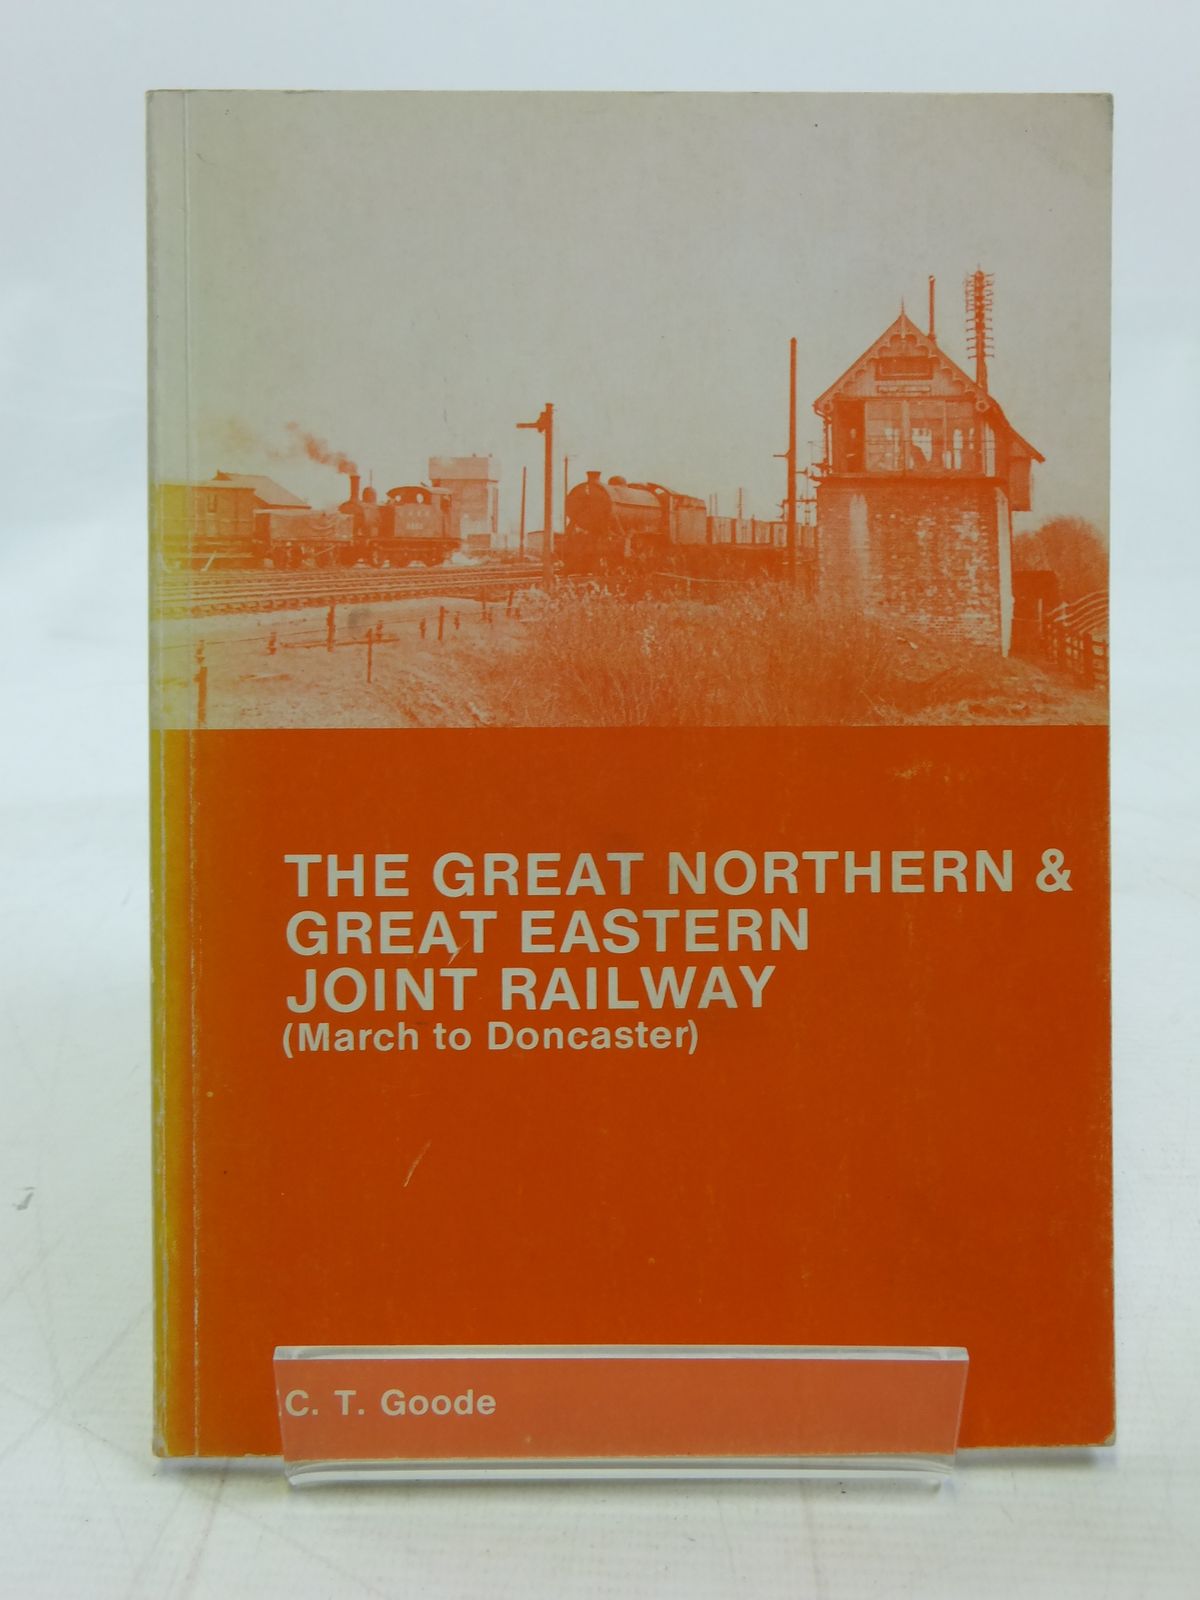 THE GREAT NORTHERN &
GREAT EASTERN
JOINT RAILWAY
(March to Doncaster)
C. T. Goode